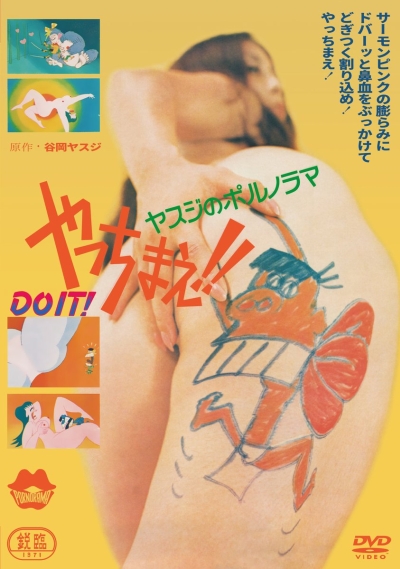 サーモンピンクの膨らみに
ドバーッと鼻血をぶっかけて
どぎつく割り込め！
やっちまえ！
原作・谷岡ヤスジ
ヤスジのポルノラマ
やっちまえ!!
DO IT!
PORNORAMA
鋭臨
1971
DVD
VIDEO